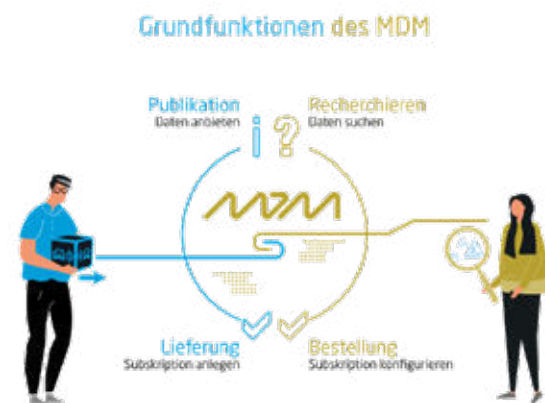 Grundfunktionen des MDM
Publikation
Daten anbieten
Recherchieren
Daten suchen
MDM
Lieferung
Subskription anlegen
Bestellung
Subskription konfigurieren